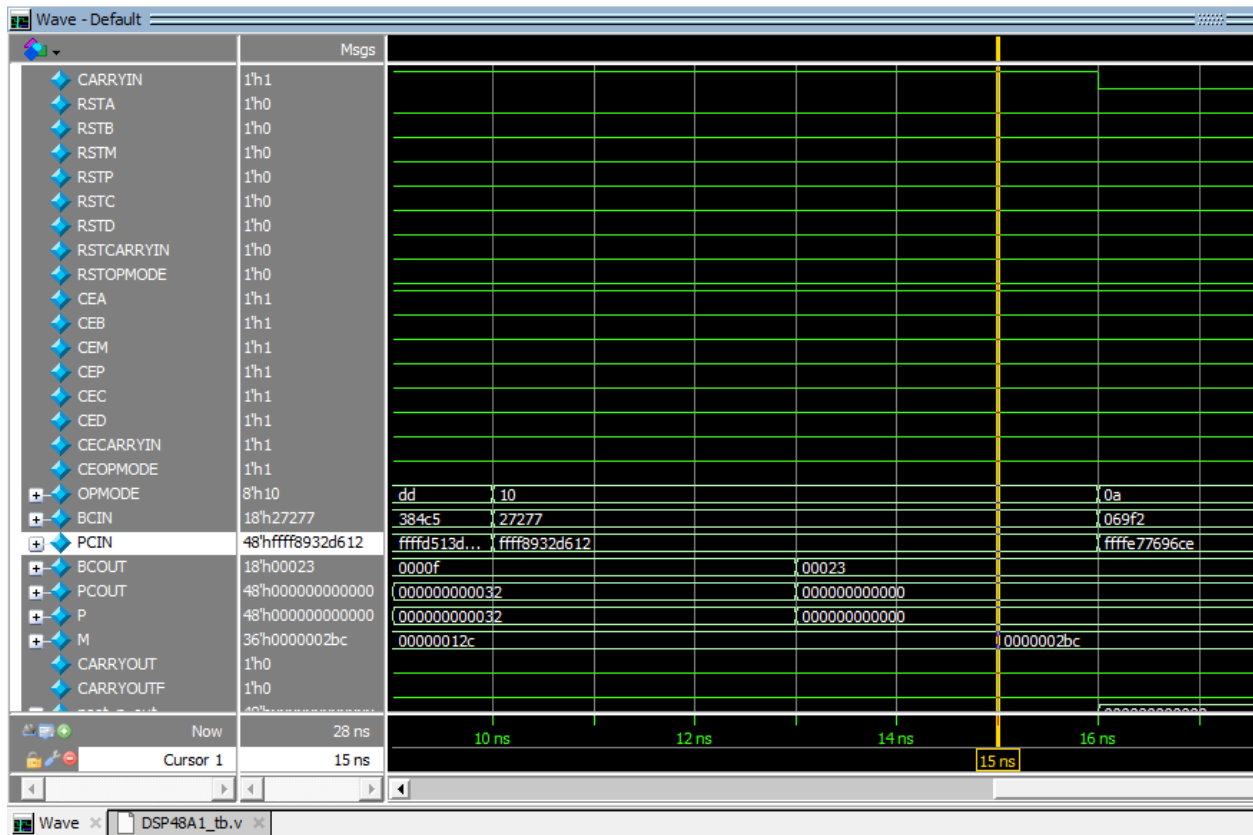 Wave - Default
Msgs
CARRYIN 1'h1
RSTA 1'h0
RSTB 1'h0
RSTM 1'h0
RSTP 1'h0
RSTC 1'h0
RSTD 1'h0
RSTCARRYIN 1'h0
RSTOPMODE 1'h0
CEA 1'h1
CEB 1'h1
CEM 1'h1
CEP 1'h1
CEC 1'h1
CED 1'h1
CECARRYIN 1'h1
CEOPMODE 1'h1
OPMODE 8'h10 dd 10 0a
BCIN 18'h27277 384c5 27277 069f2
PCIN 48'hffff8932d612 ffffd513d... ffff8932d612 ffffe77696ce
BCOUT 18'h00023 0000f 00023
PCOUT 48'h000000000000 000000000032 000000000000
P 48'h000000000000 000000000032 000000000000
M 36'h0000002bc 00000012c 0000002bc
CARRYOUT 1'h0
CARRYOUTF 1'h0
Now 28 ns 10 ns 12 ns 14 ns 16 ns
Cursor 1 15 ns 15 ns
Wave DSP48A1_tb.v